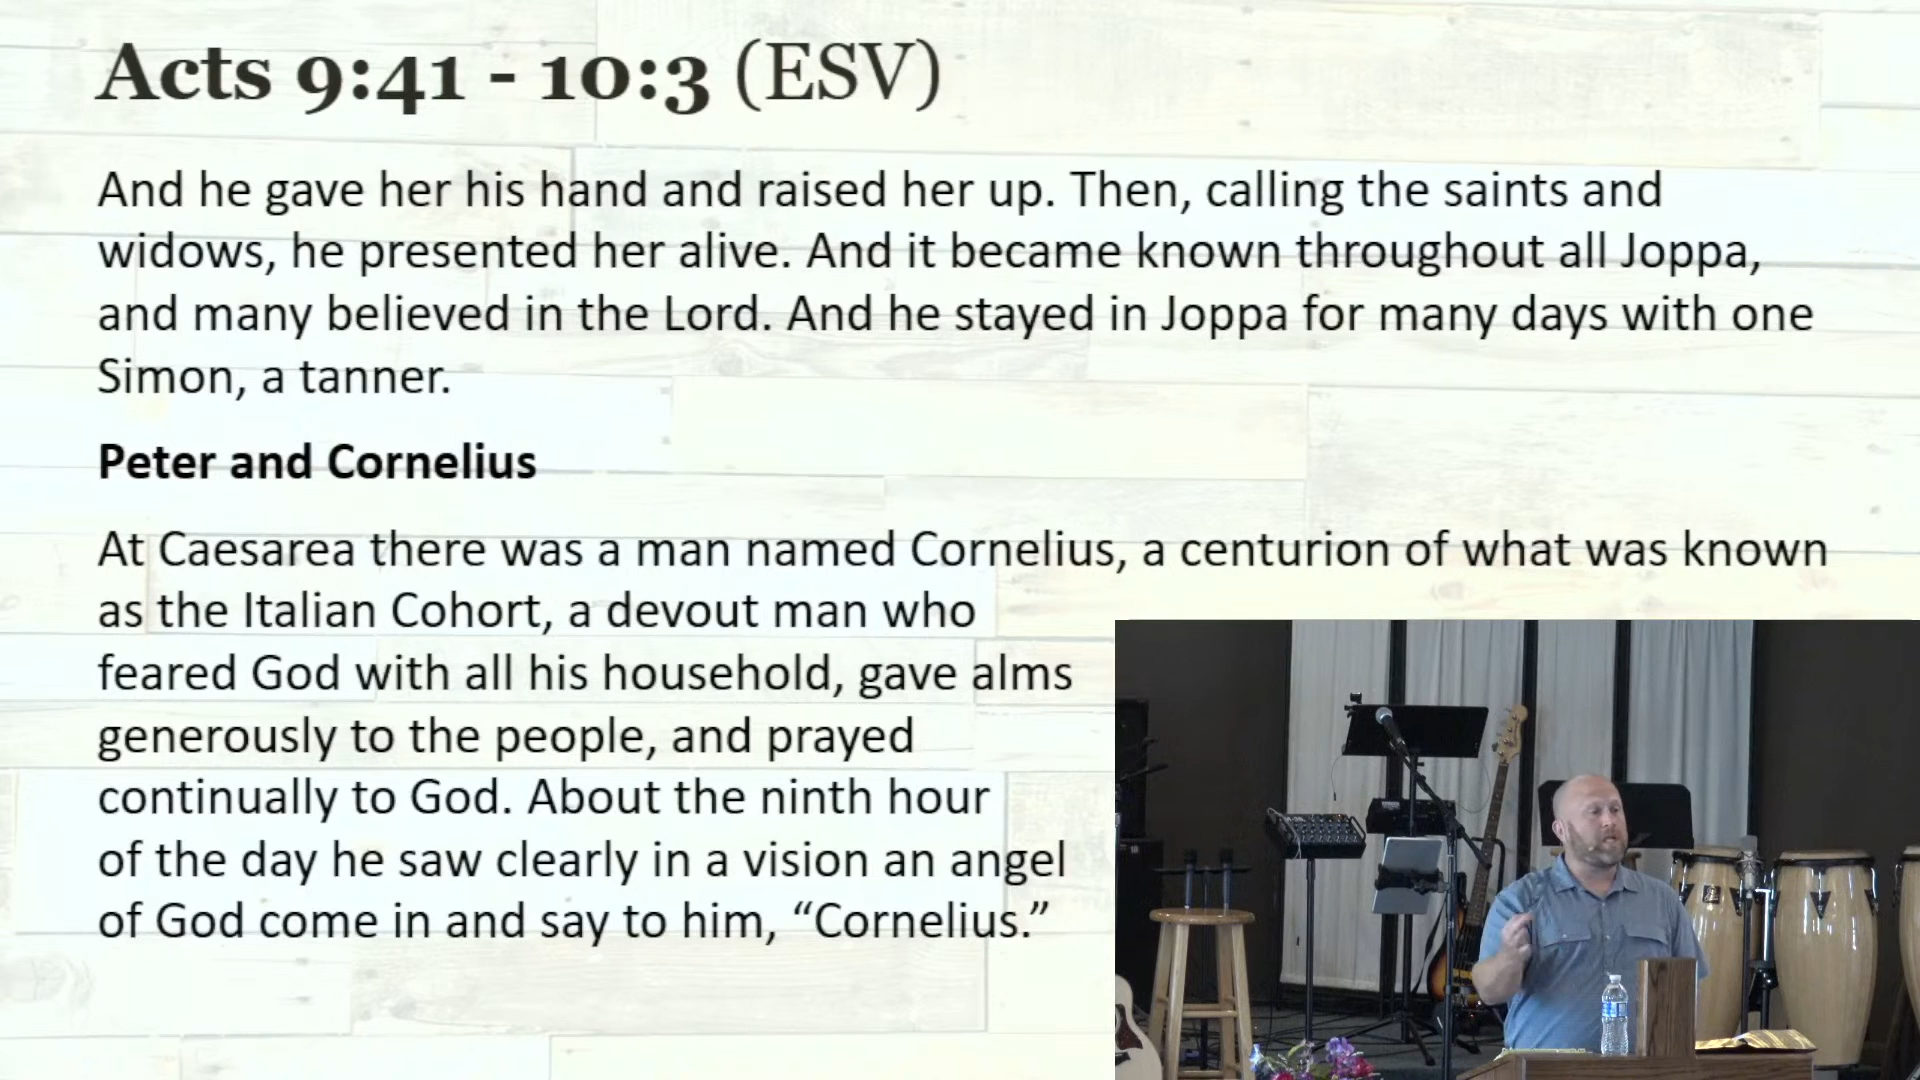 Acts 9:41 - 10:3 (ESV)
And he gave her his hand and raised her up. Then, calling the saints and
widows, he presented her alive. And it became known throughout all Joppa,
and many believed in the Lord. And he stayed in Joppa for many days with one
Simon, a tanner.
Peter and Cornelius
At Caesarea there was a man named Cornelius, a centurion of what was known
as the Italian Cohort, a devout man who
feared God with all his household, gave alms
generously to the people, and prayed
continually to God. About the ninth hour
of the day he saw clearly in a vision an angel
of God come in and say to him, “Cornelius.”